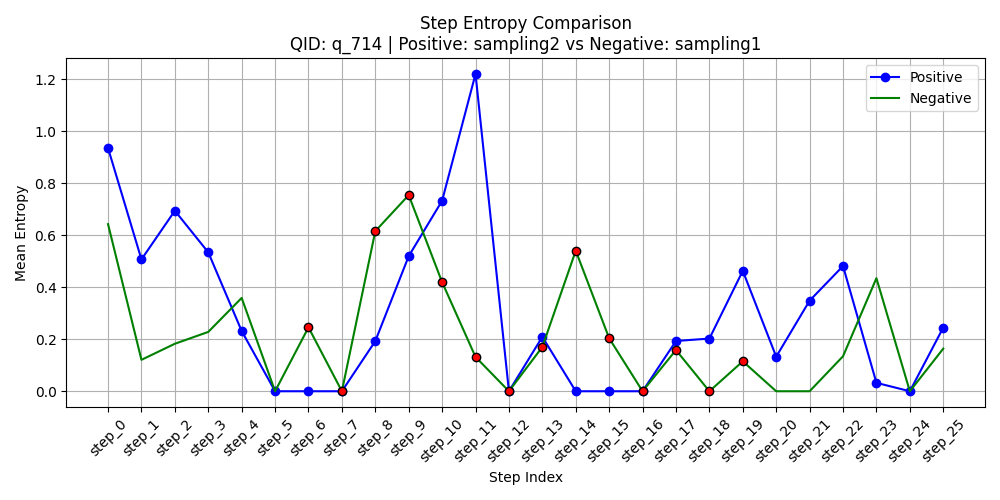 Step Entropy Comparison
QID: q_714 | Positive: sampling2 vs Negative: sampling1
Positive
Negative
Mean Entropy
1.2
1.0
0.8
0.6
0.4
0.2
0.0
step_0
step_1
step_2
step_3
step_4
step_5
step_6
step_7
step_8
step_9
step_10
step_11
step_12
step_13
step_14
step_15
step_16
step_17
step_18
step_19
step_20
step_21
step_22
step_23
step_24
step_25
Step Index